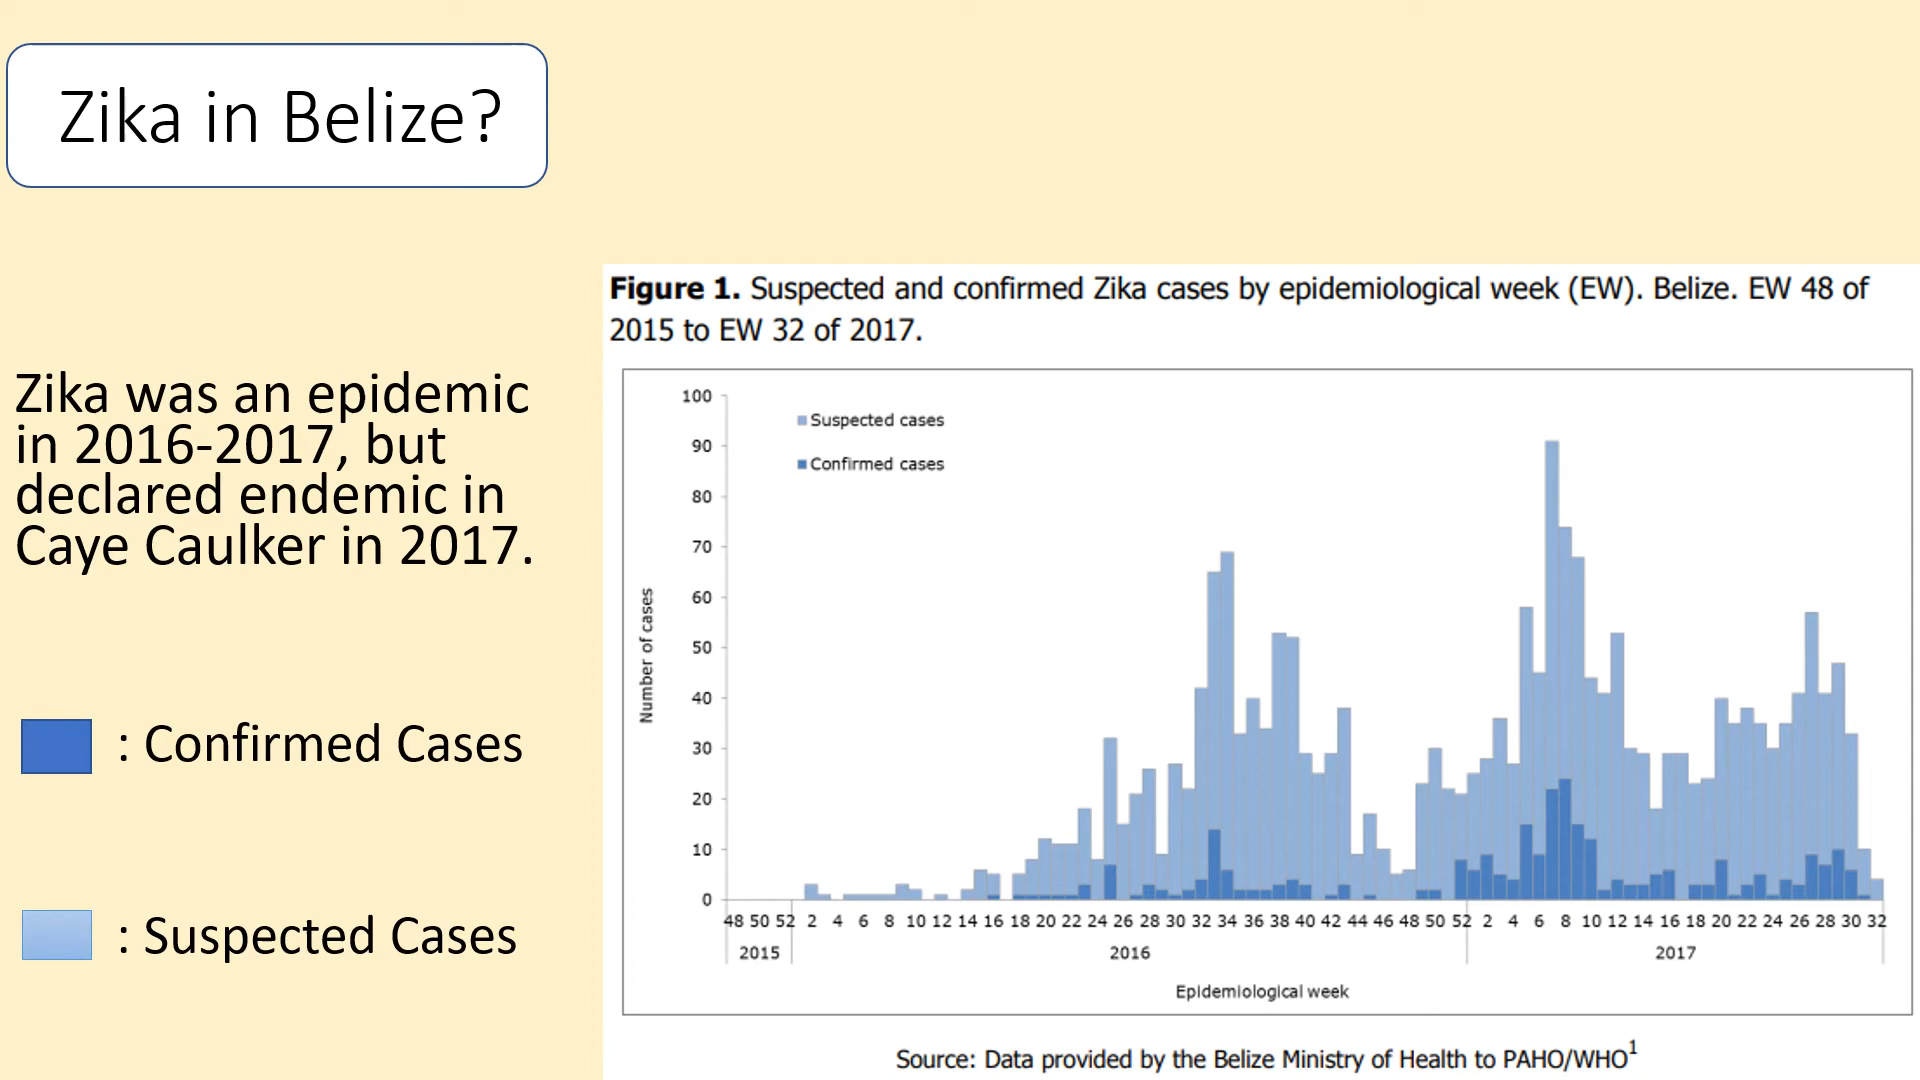 Zika in Belize?
Zika was an epidemic
in 2016-2017, but
declared endemic in
Caye Caulker in 2017.
: Confirmed Cases
: Suspected Cases
Figure 1. Suspected and confirmed Zika cases by epidemiological week (EW). Belize. EW 48 of
2015 to EW 32 of 2017.
Suspected cases
Confirmed cases
Number of cases
100
90
80
70
60
50
40
30
20
10
0
48 50 52 2 4 6 8 10 12 14 16 18 20 22 24 26 28 30 32 34 36 38 40 42 44 46 48 50 52 2 4 6 8 10 12 14 16 18 20 22 24 26 28 30 32
2015 2016 2017
Epidemiological week
Source: Data provided by the Belize Ministry of Health to PAHO/WHO1